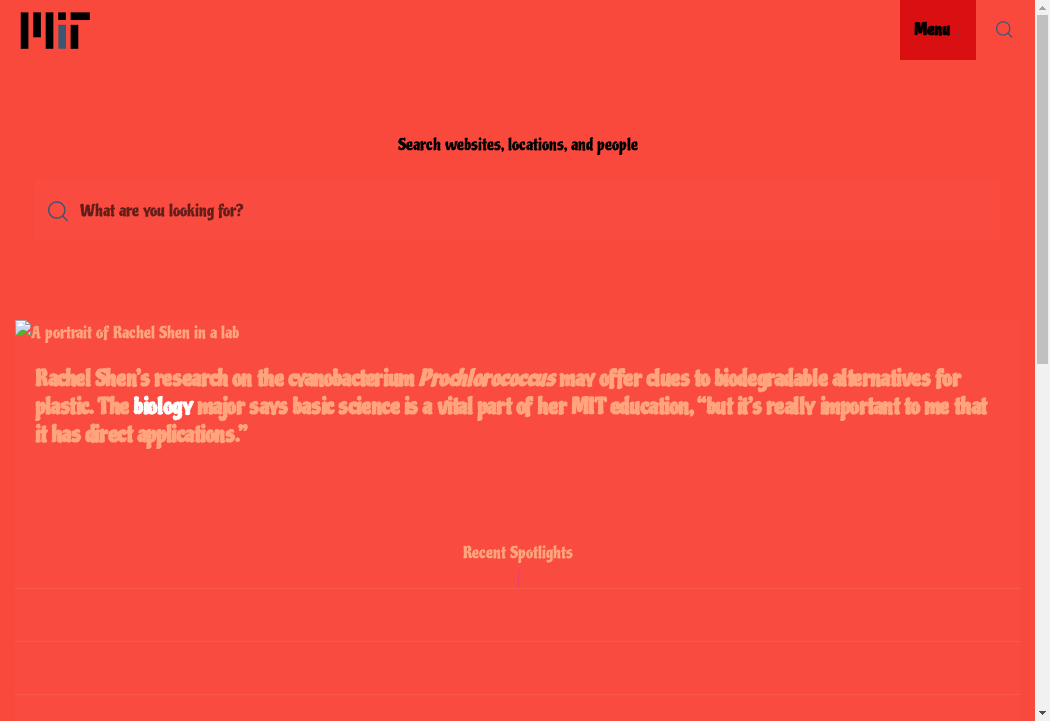 MIT
Menu
Search websites, locations, and people
What are you looking for?
A portrait of Rachel Shen in a lab
Rachel Shen’s research on the cyanobacterium Prochlorococcus may offer clues to biodegradable alternatives for
plastic. The biology major says basic science is a vital part of her MIT education, “but it’s really important to me that
it has direct applications.”
Recent Spotlights